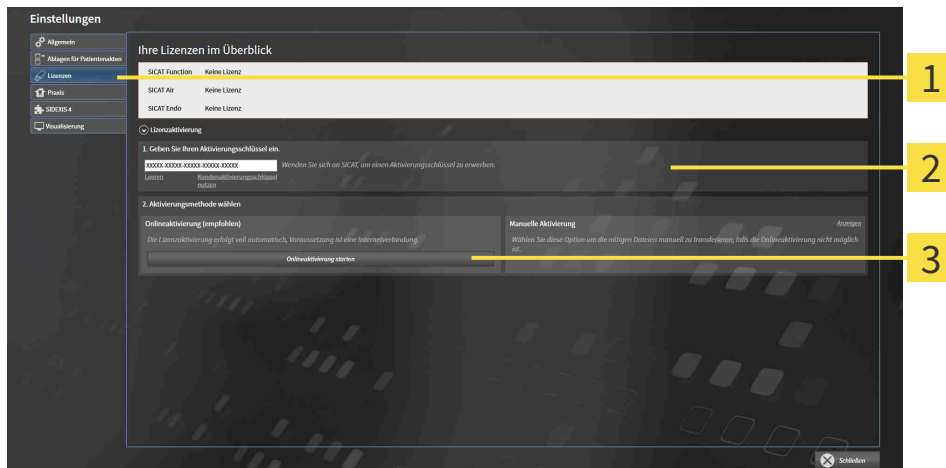 Einstellungen
Allgemein
Ablagen für Patientenakten
Lizenzen
Praxis
SIDEXIS 4
Visualisierung
Ihre Lizenzen im Überblick
SICAT Function Keine Lizenz
SICAT Air Keine Lizenz
SICAT Endo Keine Lizenz
Lizenzaktivierung
1. Geben Sie Ihren Aktivierungsschlüssel ein.
XXXXX-XXXXX-XXXXX-XXXXX-XXXXX Wenden Sie sich an SICAT, um einen Aktivierungsschlüssel zu erwerben.
Leeren Kundenaktivierungsschlüssel
nutzen
2. Aktivierungsmethode wählen
Onlineaktivierung (empfohlen)
Die Lizenzaktivierung erfolgt voll automatisch, Voraussetzung ist eine Internetverbindung.
Onlineaktivierung starten
Manuelle Aktivierung Anzeigen
Wählen Sie diese Option um die nötigen Dateien manuell zu transferieren, falls die Onlineaktivierung nicht möglich
ist.
Schließen
1
2
3